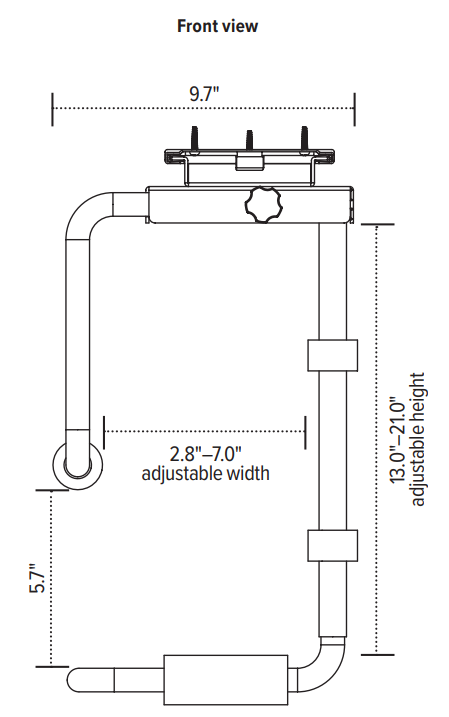 Front view
9.7"
2.8"–7.0"
adjustable width
13.0"–21.0"
adjustable height
5.7"